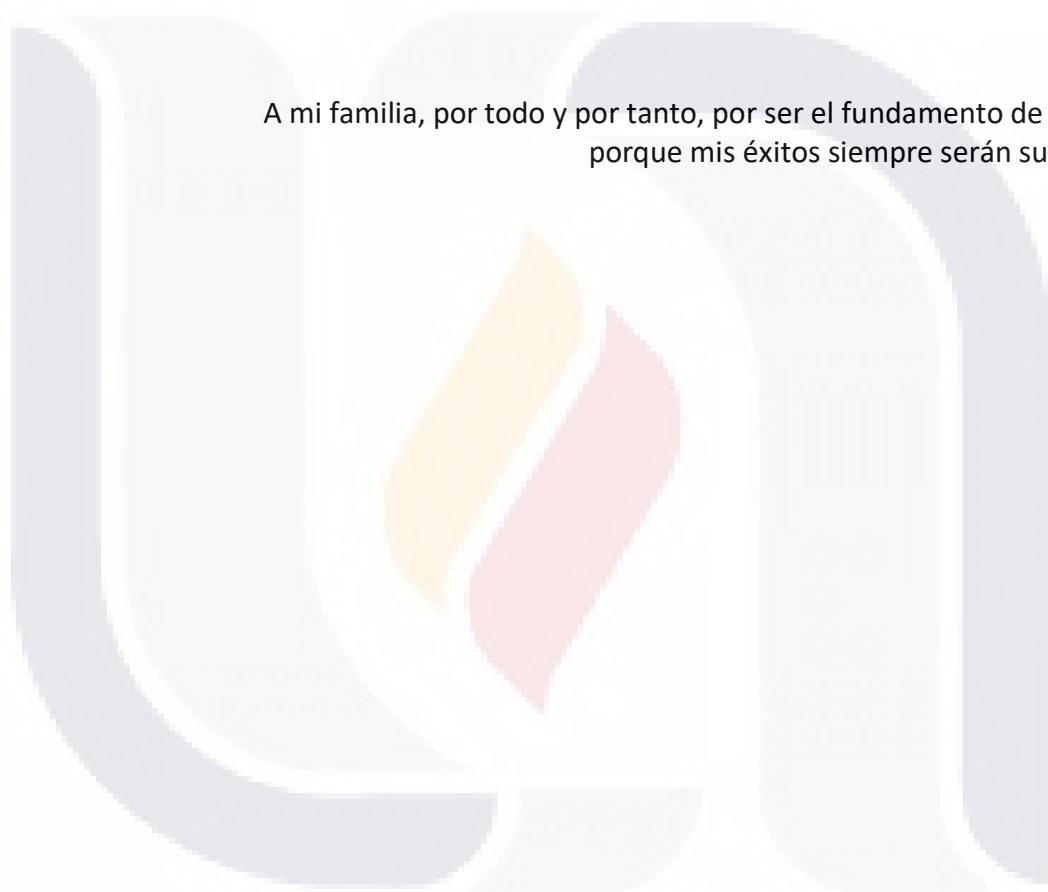 A mi familia, por todo y por tanto, por ser el fundamento de
porque mis éxitos siempre serán su